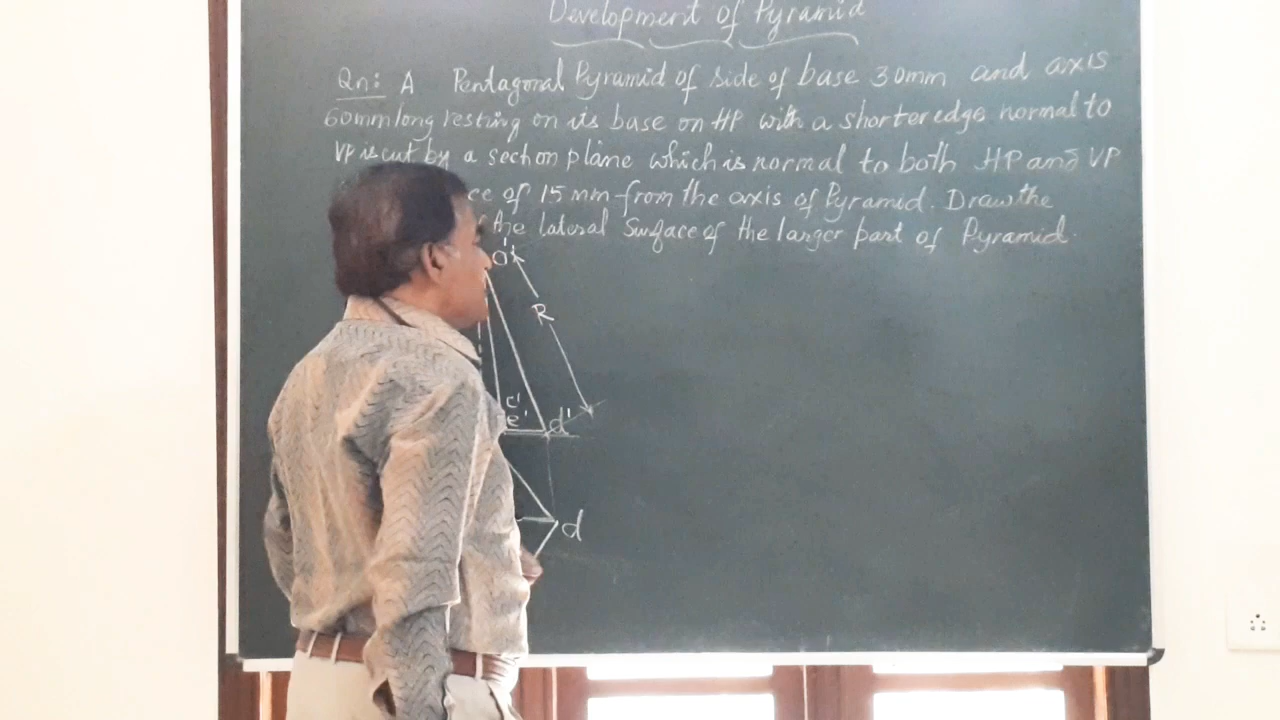 Development of Pyramid
Qn: A Pentagonal Pyramid of side of base 30mm and axis
60mm long resting on its base on HP with a shorter edge normal to
VP is cut by a section plane which is normal to both HP and VP
ce of 15 mm from the axis of Pyramid. Draw the
the lateral Surface of the larger part of Pyramid.
O'
R
c'
e' d'
d